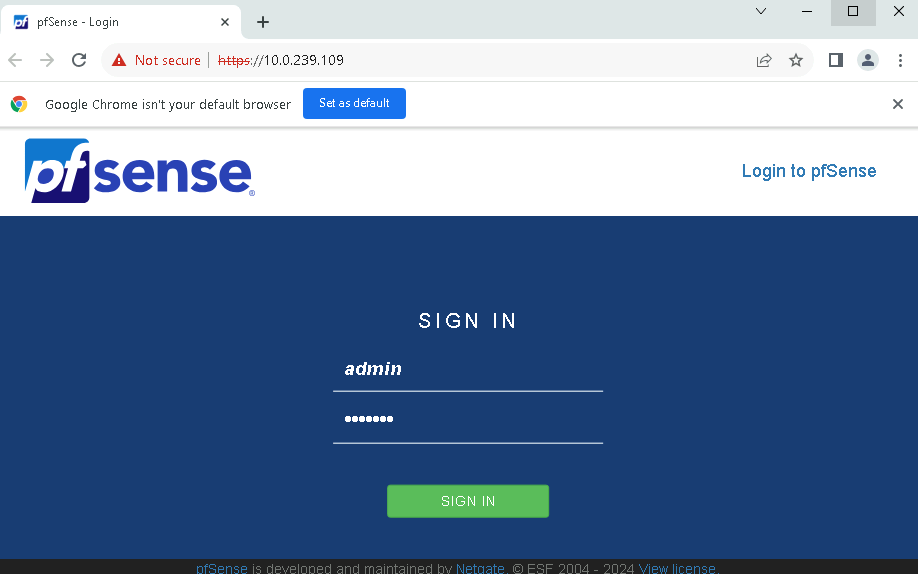 pfSense - Login
Not secure https://10.0.239.109
Google Chrome isn't your default browser Set as default
pfsense®
Login to pfSense
SIGN IN
admin
•••••••
SIGN IN
pfSense is developed and maintained by Netgate. © ESF 2004 - 2024 View license.